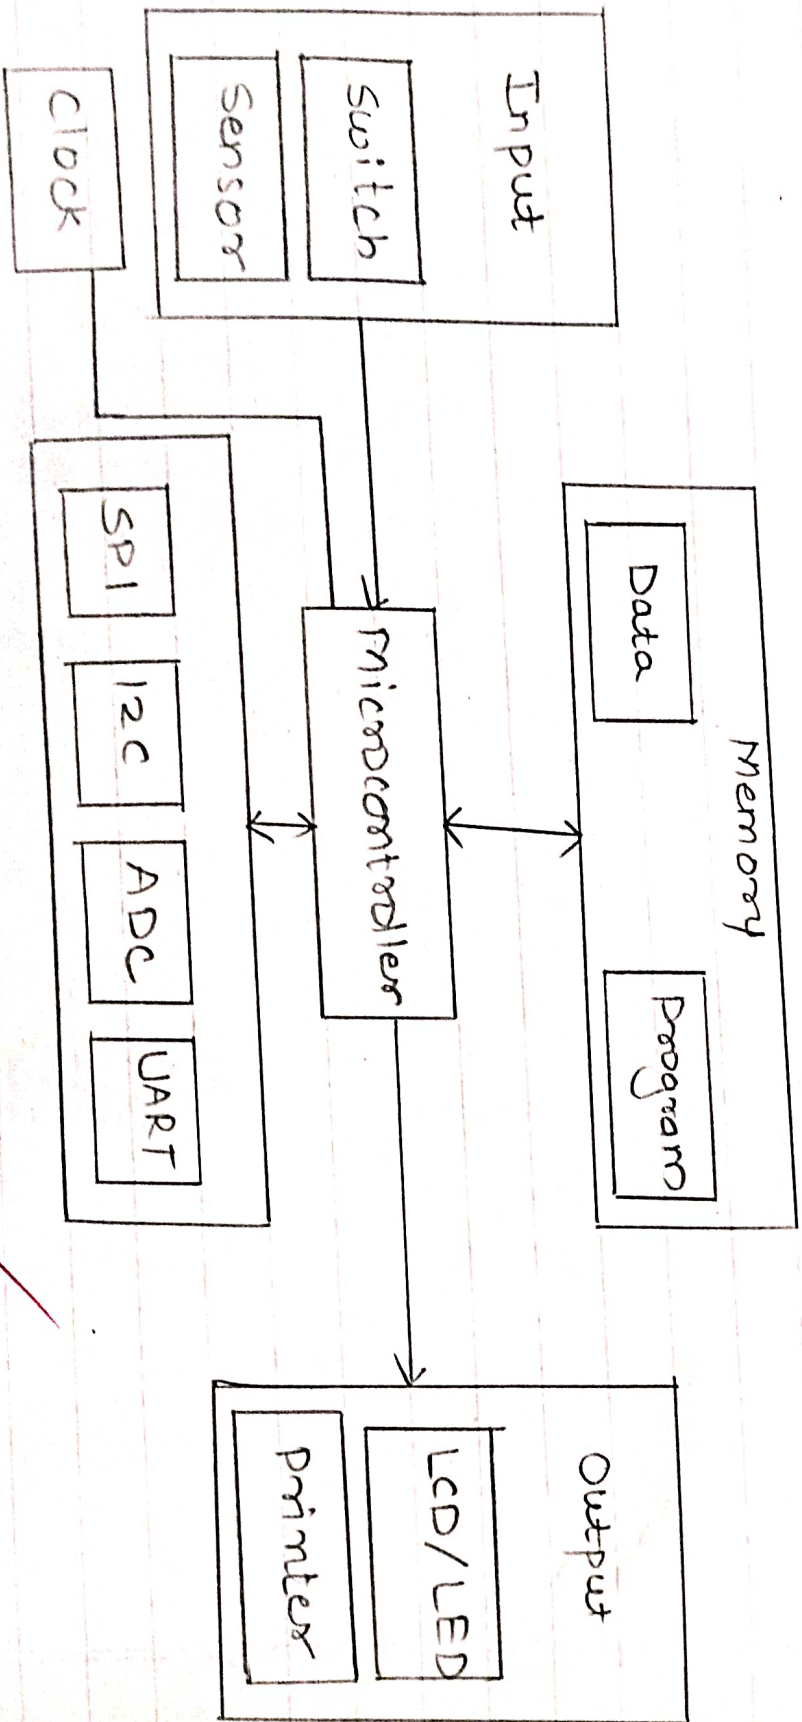 Memory
Data
Program
Input
Switch
Sensor
Clock
Microcontroller
Output
LCD/LED
Printer
SPI
I2C
ADC
UART